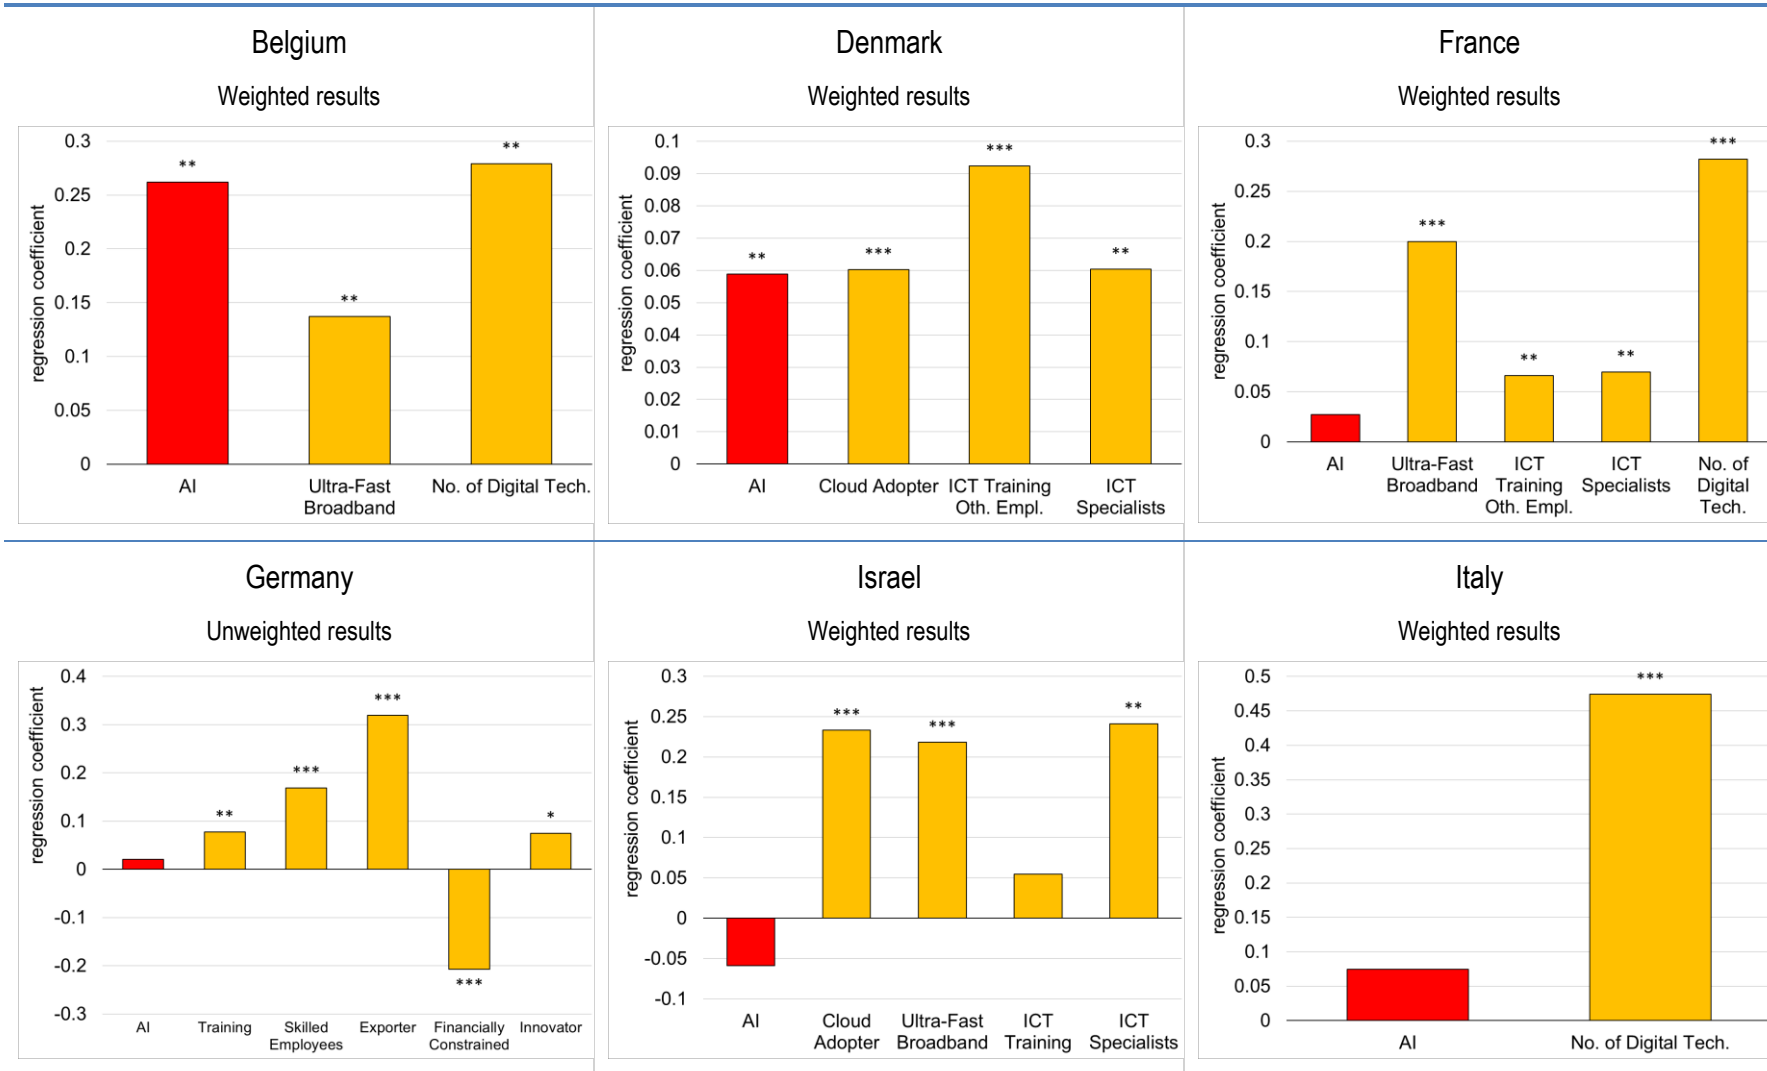 Belgium
Weighted results
regression coefficient
0.3
0.25
0.2
0.15
0.1
0.05
0
**
**
**
AI
Ultra-Fast
Broadband
No. of Digital Tech.
Denmark
Weighted results
regression coefficient
0.1
0.09
0.08
0.07
0.06
0.05
0.04
0.03
0.02
0.01
0
**
***
***
**
AI
Cloud Adopter
ICT Training
Oth. Empl.
ICT
Specialists
France
Weighted results
regression coefficient
0.3
0.25
0.2
0.15
0.1
0.05
0
***
**
**
***
AI
Ultra-Fast
Broadband
ICT
Training
Oth. Empl.
ICT
Specialists
No. of
Digital
Tech.
Germany
Unweighted results
regression coefficient
0.4
0.3
0.2
0.1
0
-0.1
-0.2
-0.3
**
***
***
***
*
AI
Training
Skilled
Employees
Exporter
Financially
Constrained
Innovator
Israel
Weighted results
regression coefficient
0.3
0.25
0.2
0.15
0.1
0.05
0
-0.05
-0.1
***
***
**
AI
Cloud
Adopter
Ultra-Fast
Broadband
ICT
Training
ICT
Specialists
Italy
Weighted results
regression coefficient
0.5
0.45
0.4
0.35
0.3
0.25
0.2
0.15
0.1
0.05
0
***
AI
No. of Digital Tech.